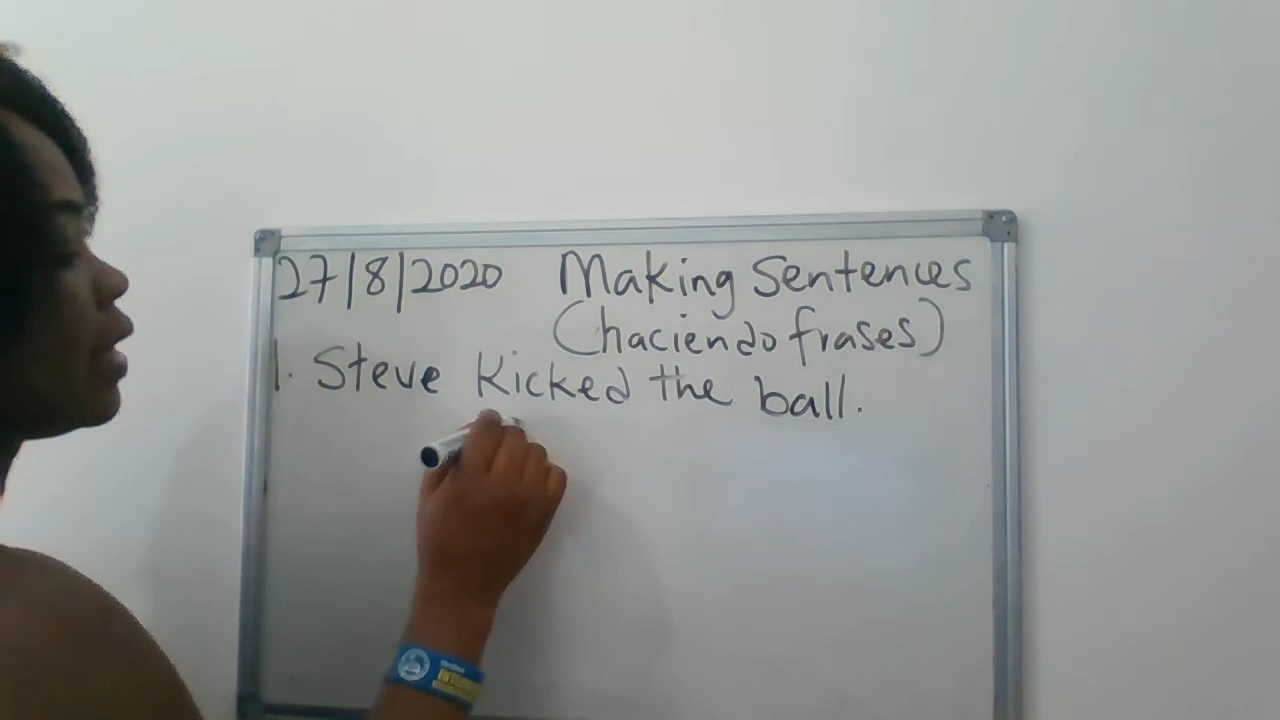 27/8/2020 Making Sentences
(haciendo frases)
1. Steve Kicked the ball.